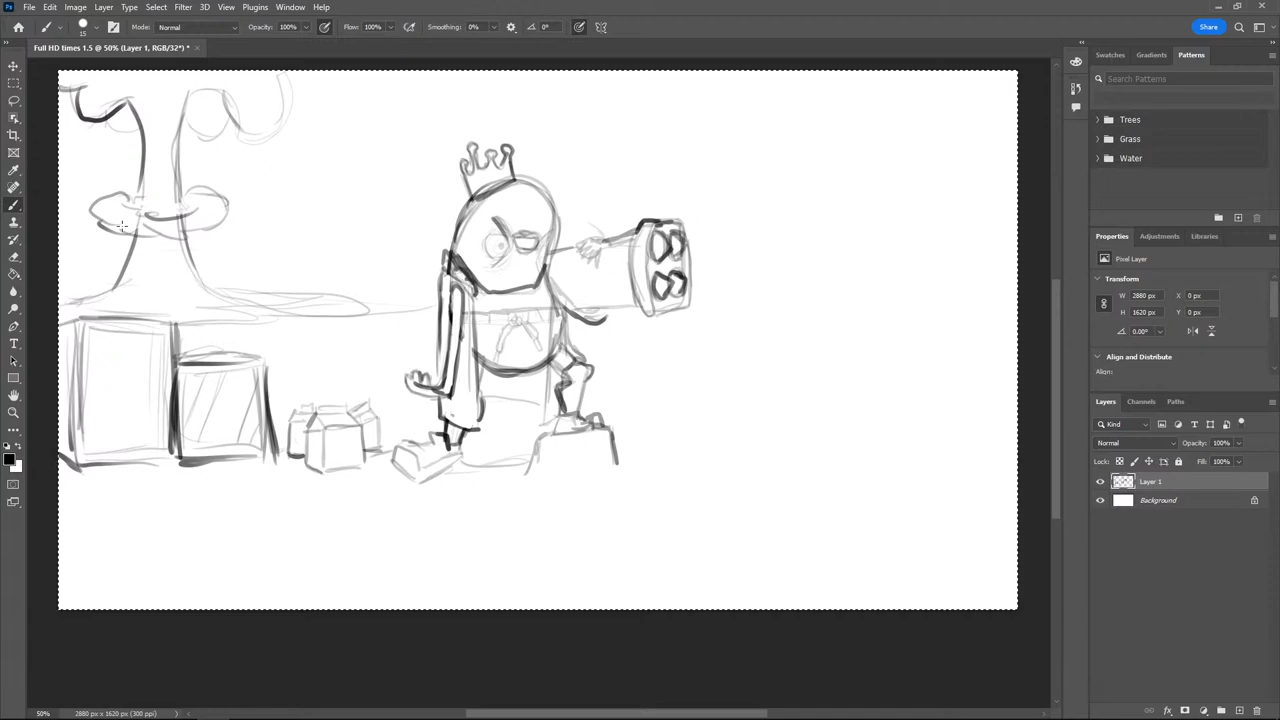 Ps File Edit Image Layer Type Select Filter 3D View Plugins Window Help
15 Mode: Normal Opacity: 100% Flow: 100% Smoothing: 0% 0° Share
Full HD times 1.5 @ 50% (Layer 1, RGB/32*) * ×
Swatches Gradients Patterns
Search Patterns
Trees
Grass
Water
Properties Adjustments Libraries
Pixel Layer
Transform
W 2880 px X 0 px
H 1620 px Y 0 px
0.00°
Align and Distribute
Align:
Layers Channels Paths
Kind
Normal Opacity: 100%
Lock: Fill: 100%
Layer 1
Background
50% 2880 px x 1620 px (300 ppi)